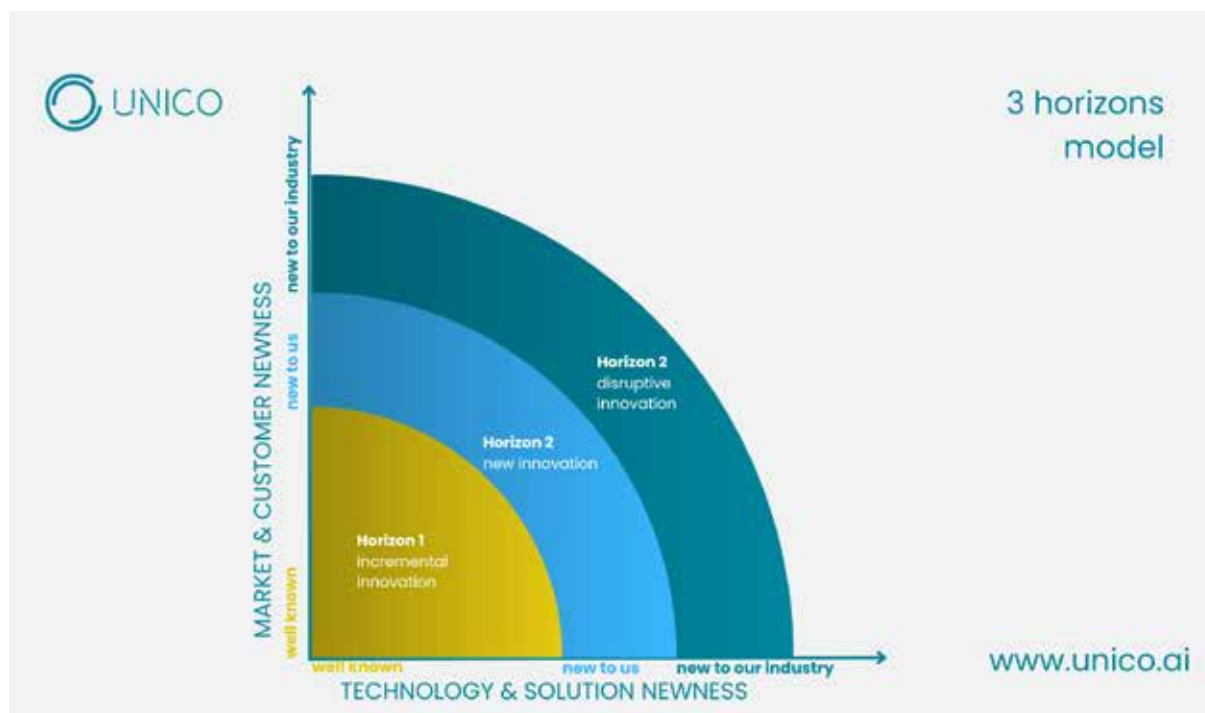 UNICO
3 horizons
model
new to our industry
new to us
well known
MARKET & CUSTOMER NEWNESS
Horizon 2
disruptive
innovation
Horizon 2
new innovation
Horizon 1
incremental
innovation
well known
new to us
new to our industry
TECHNOLOGY & SOLUTION NEWNESS
www.unico.ai